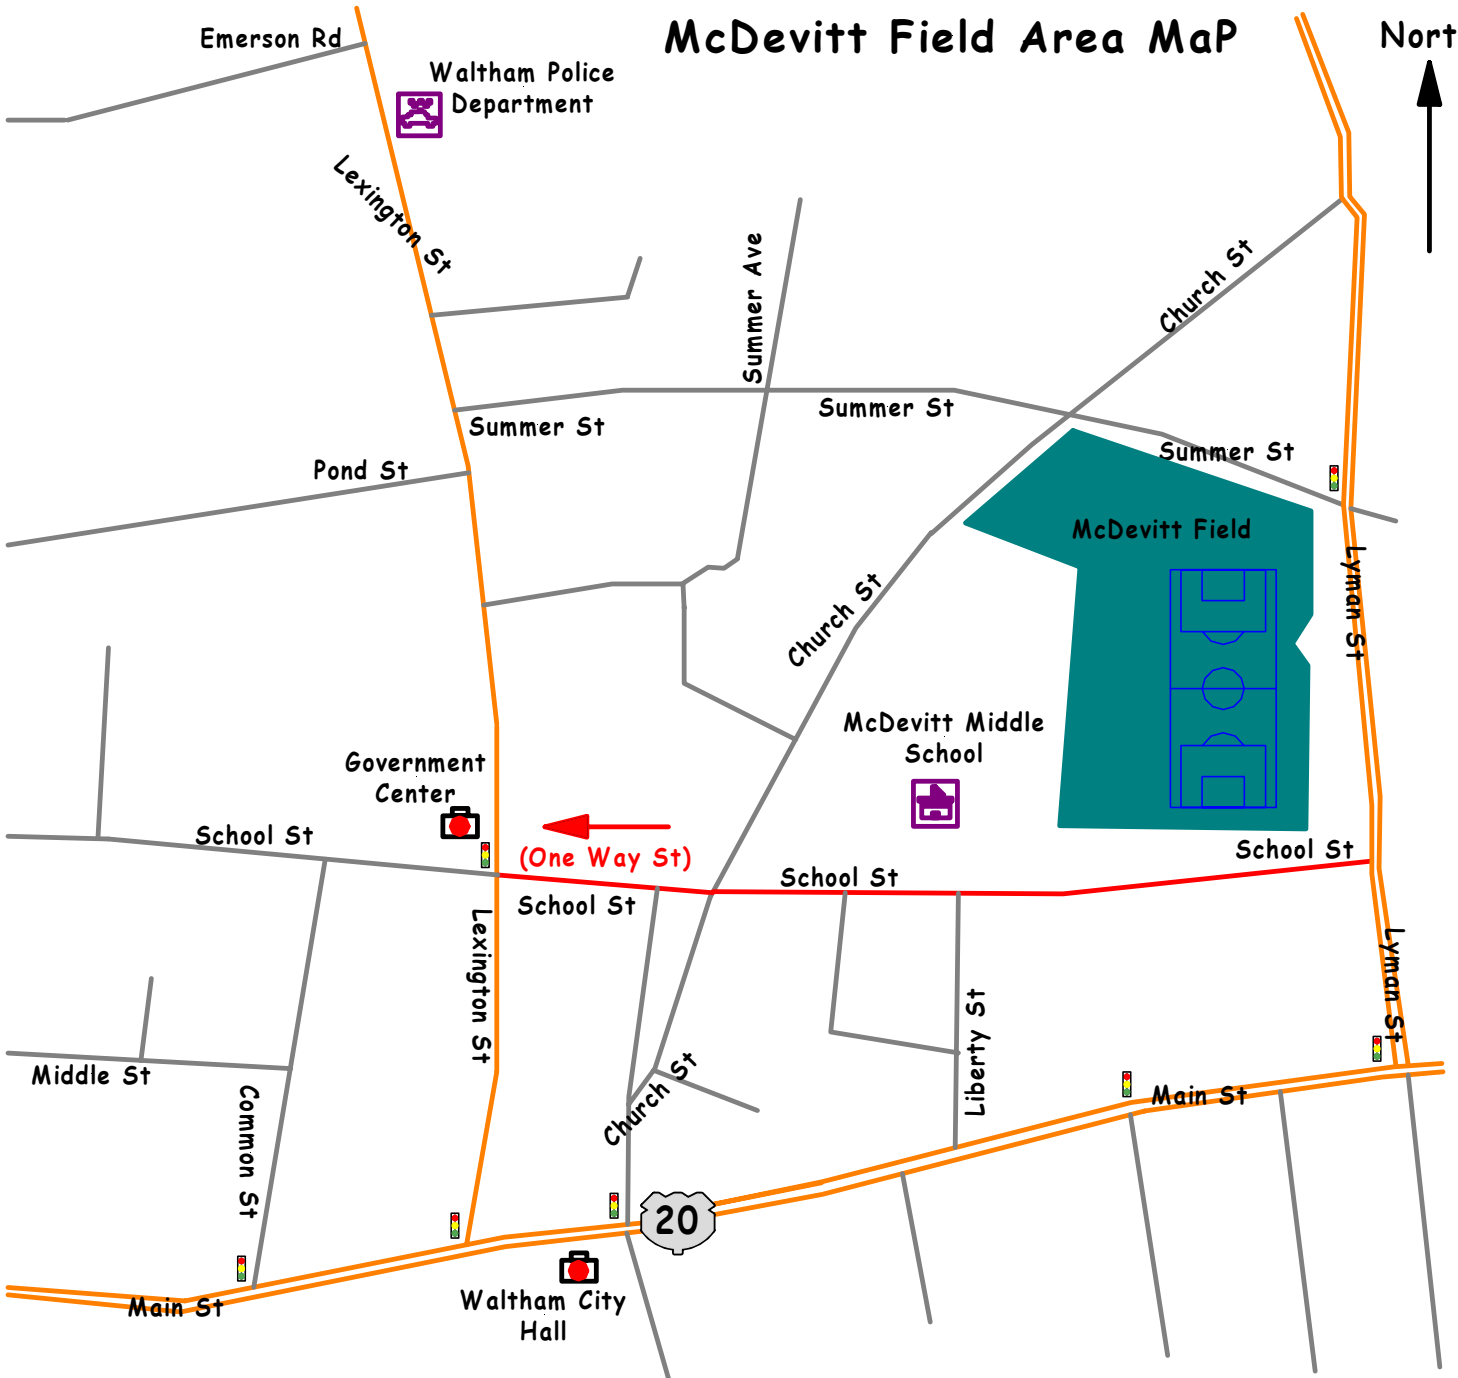 McDevitt Field Area MaP
Nort
Emerson Rd
Waltham Police
Department
Lexington St
Summer Ave
Church St
Summer St
Summer St
Summer St
Pond St
McDevitt Field
Lyman St
Church St
McDevitt Middle
School
Government
Center
School St
(One Way St)
School St
School St
School St
Lexington St
Lyman St
Liberty St
Church St
Middle St
Common St
Main St
20
Waltham City
Hall
Main St